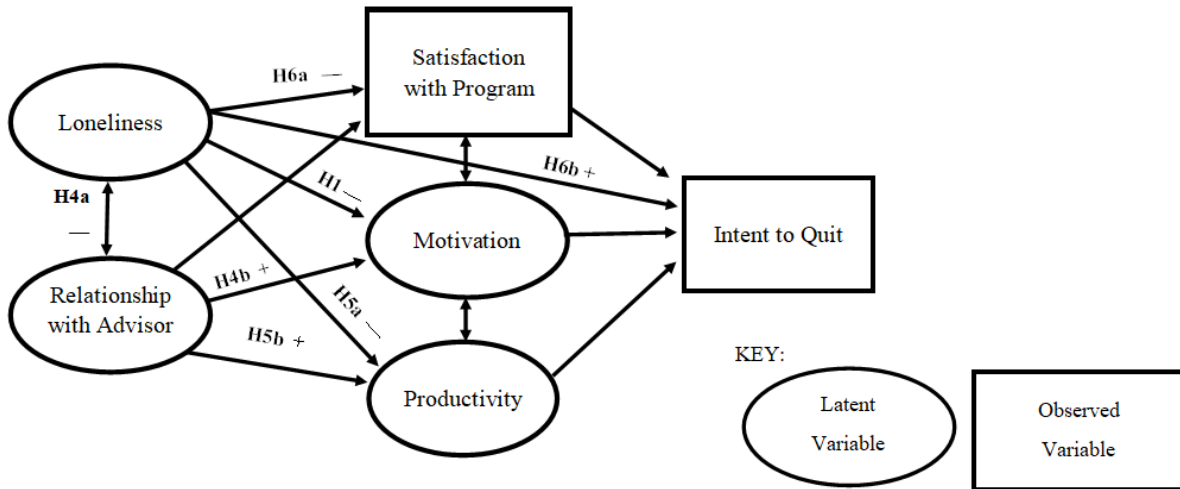 Satisfaction
with Program
H6a —
Loneliness
H6b +
H4a
—
H1 —
Motivation
Intent to Quit
H4b +
Relationship
with Advisor
H5a —
H5b +
Productivity
KEY:
Latent
Variable
Observed
Variable